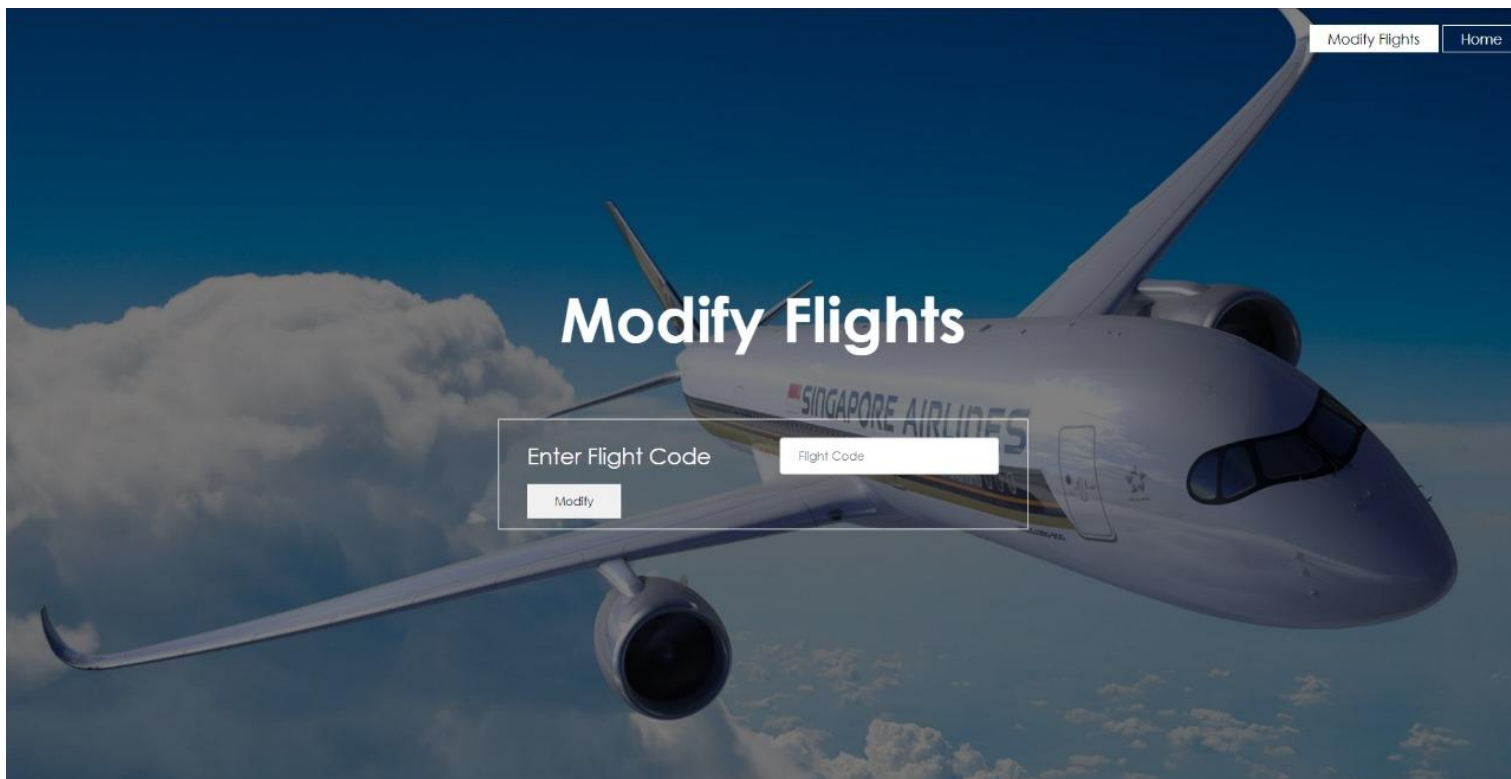 Modify Flights
Home
Modify Flights
SINGAPORE AIRLINES
Enter Flight Code
Flight Code
Modify